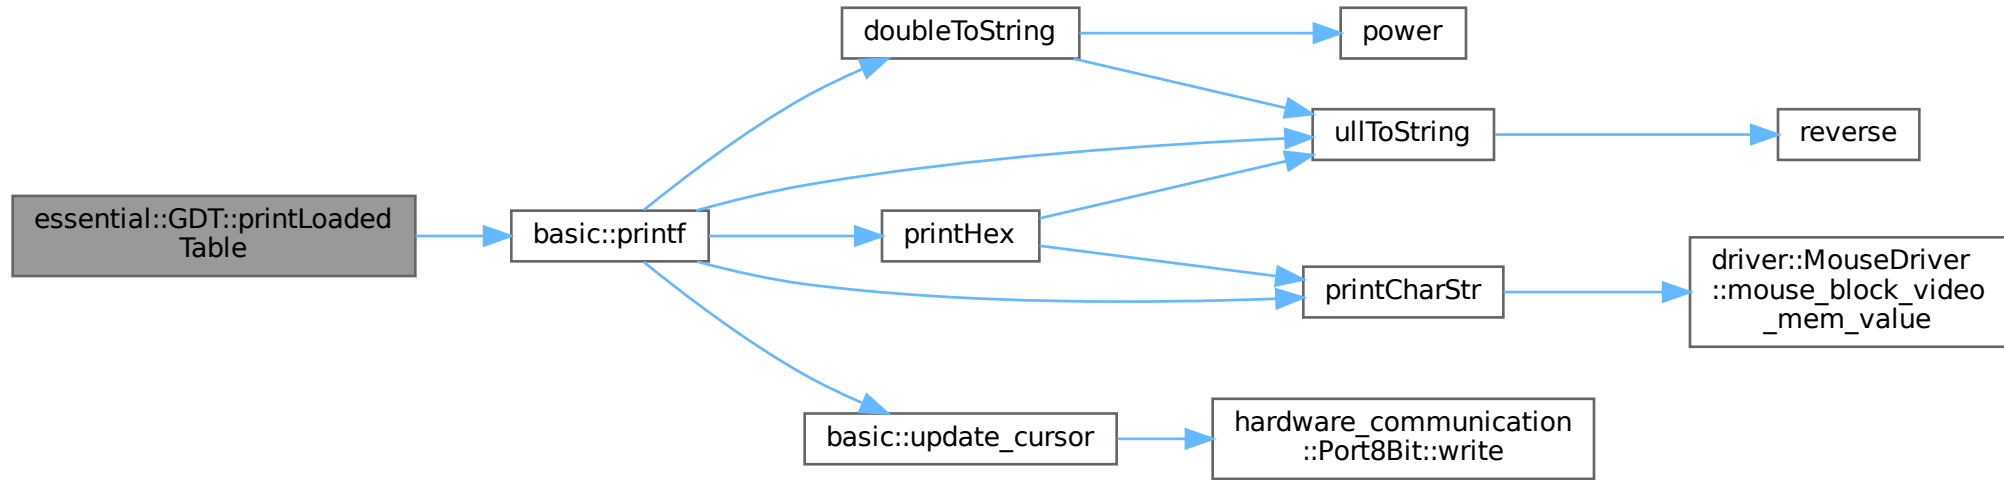 essential::GDT::printLoaded
Table
basic::printf
doubleToString
power
ullToString
reverse
printHex
printCharStr
driver::MouseDriver
::mouse_block_video
_mem_value
basic::update_cursor
hardware_communication
::Port8Bit::write